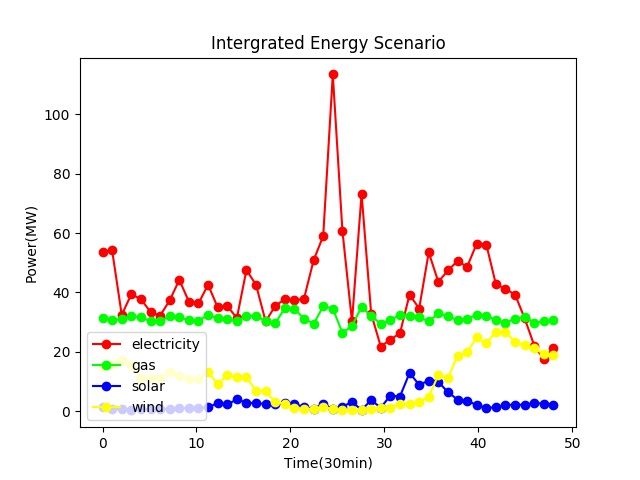 Intergrated Energy Scenario
Power(MW)
100
80
60
40
20
0
electricity
gas
solar
wind
0 10 20 30 40 50
Time(30min)